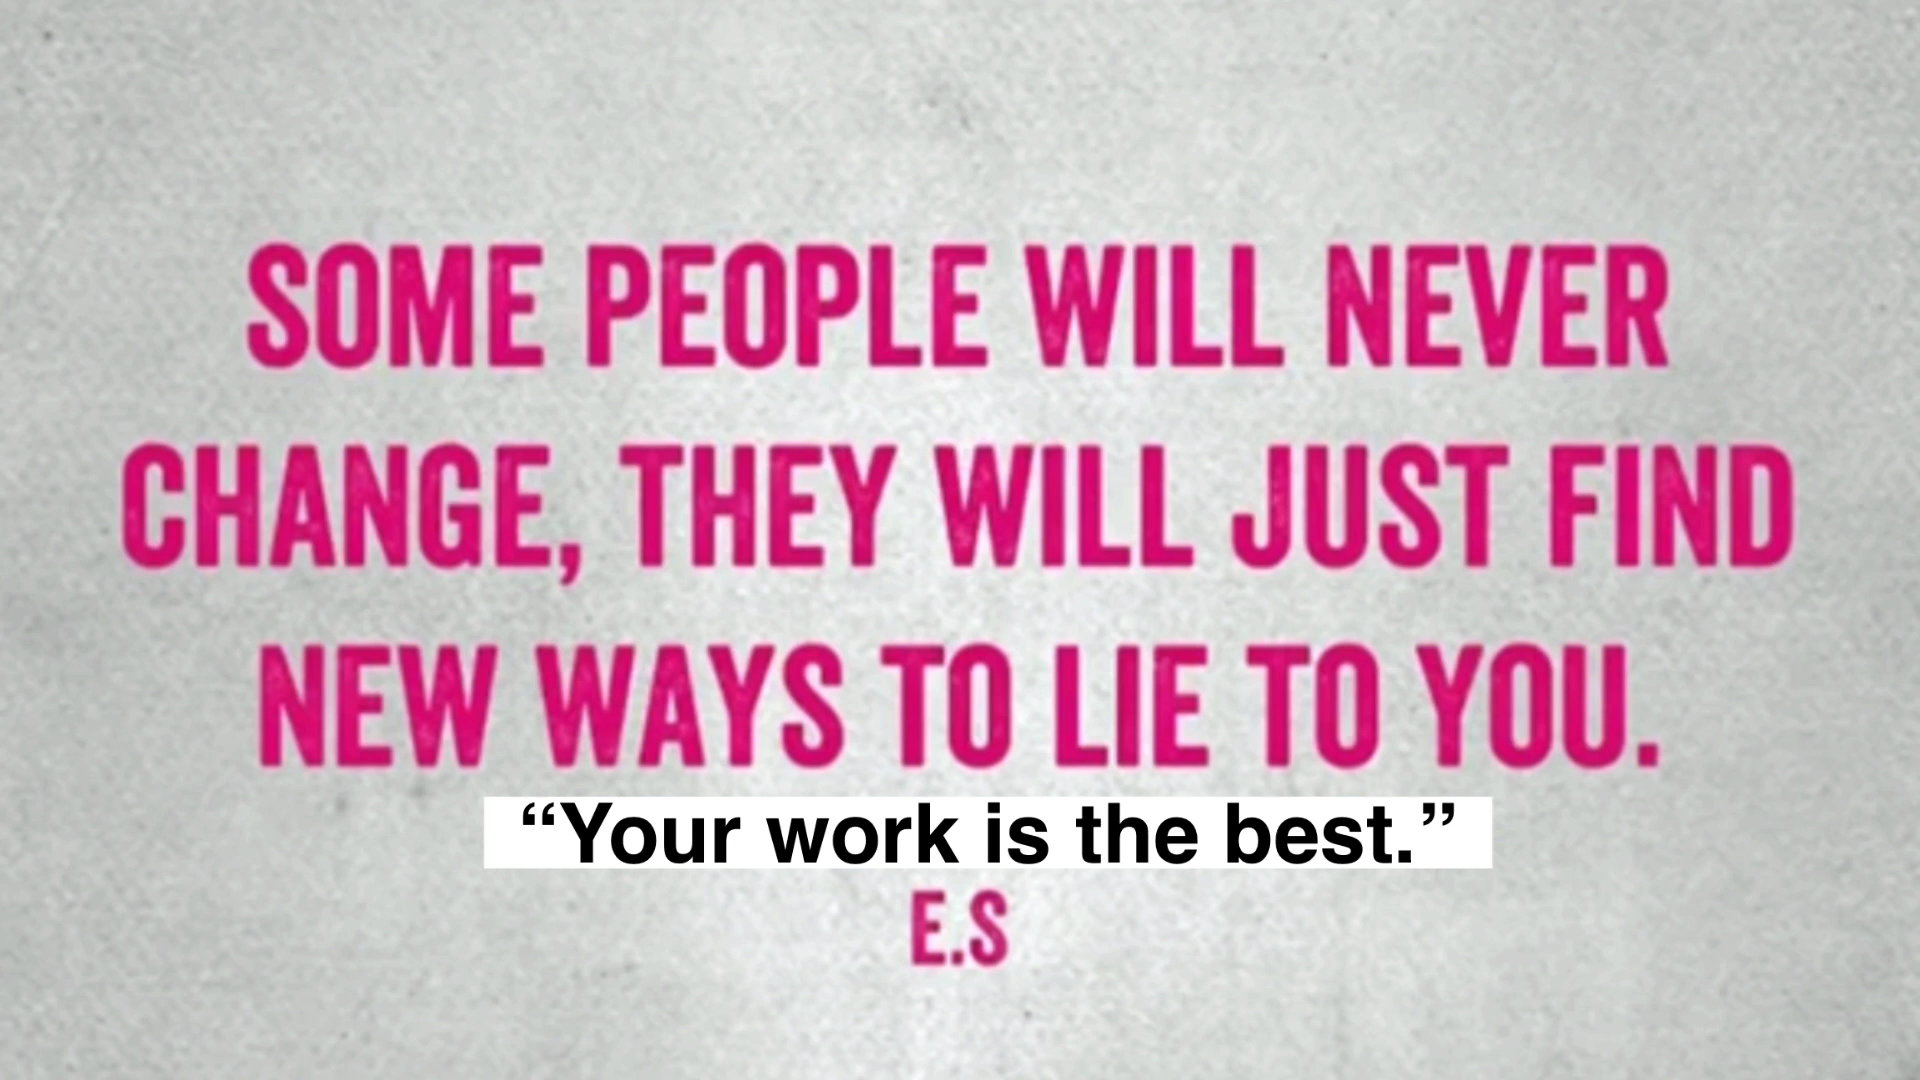 SOME PEOPLE WILL NEVER
CHANGE, THEY WILL JUST FIND
NEW WAYS TO LIE TO YOU.
“Your work is the best.”
E.S